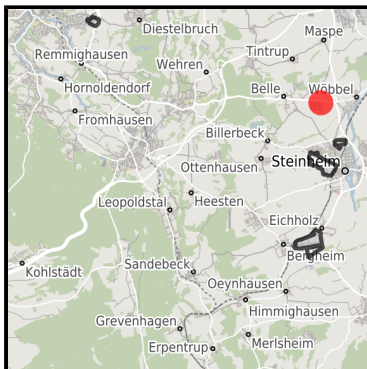 Diestelbruch
Maspe
Remmighausen
Tintrup
Wehren
Hornoldendorf
Belle
Wöbbel
Fromhausen
Billerbeck
Steinheim
Ottenhausen
Leopoldstal
Heesten
Eichholz
Bergheim
Kohlstädt
Sandebeck
Oeynhausen
Himmighausen
Grevenhagen
Merlsheim
Erpentrup